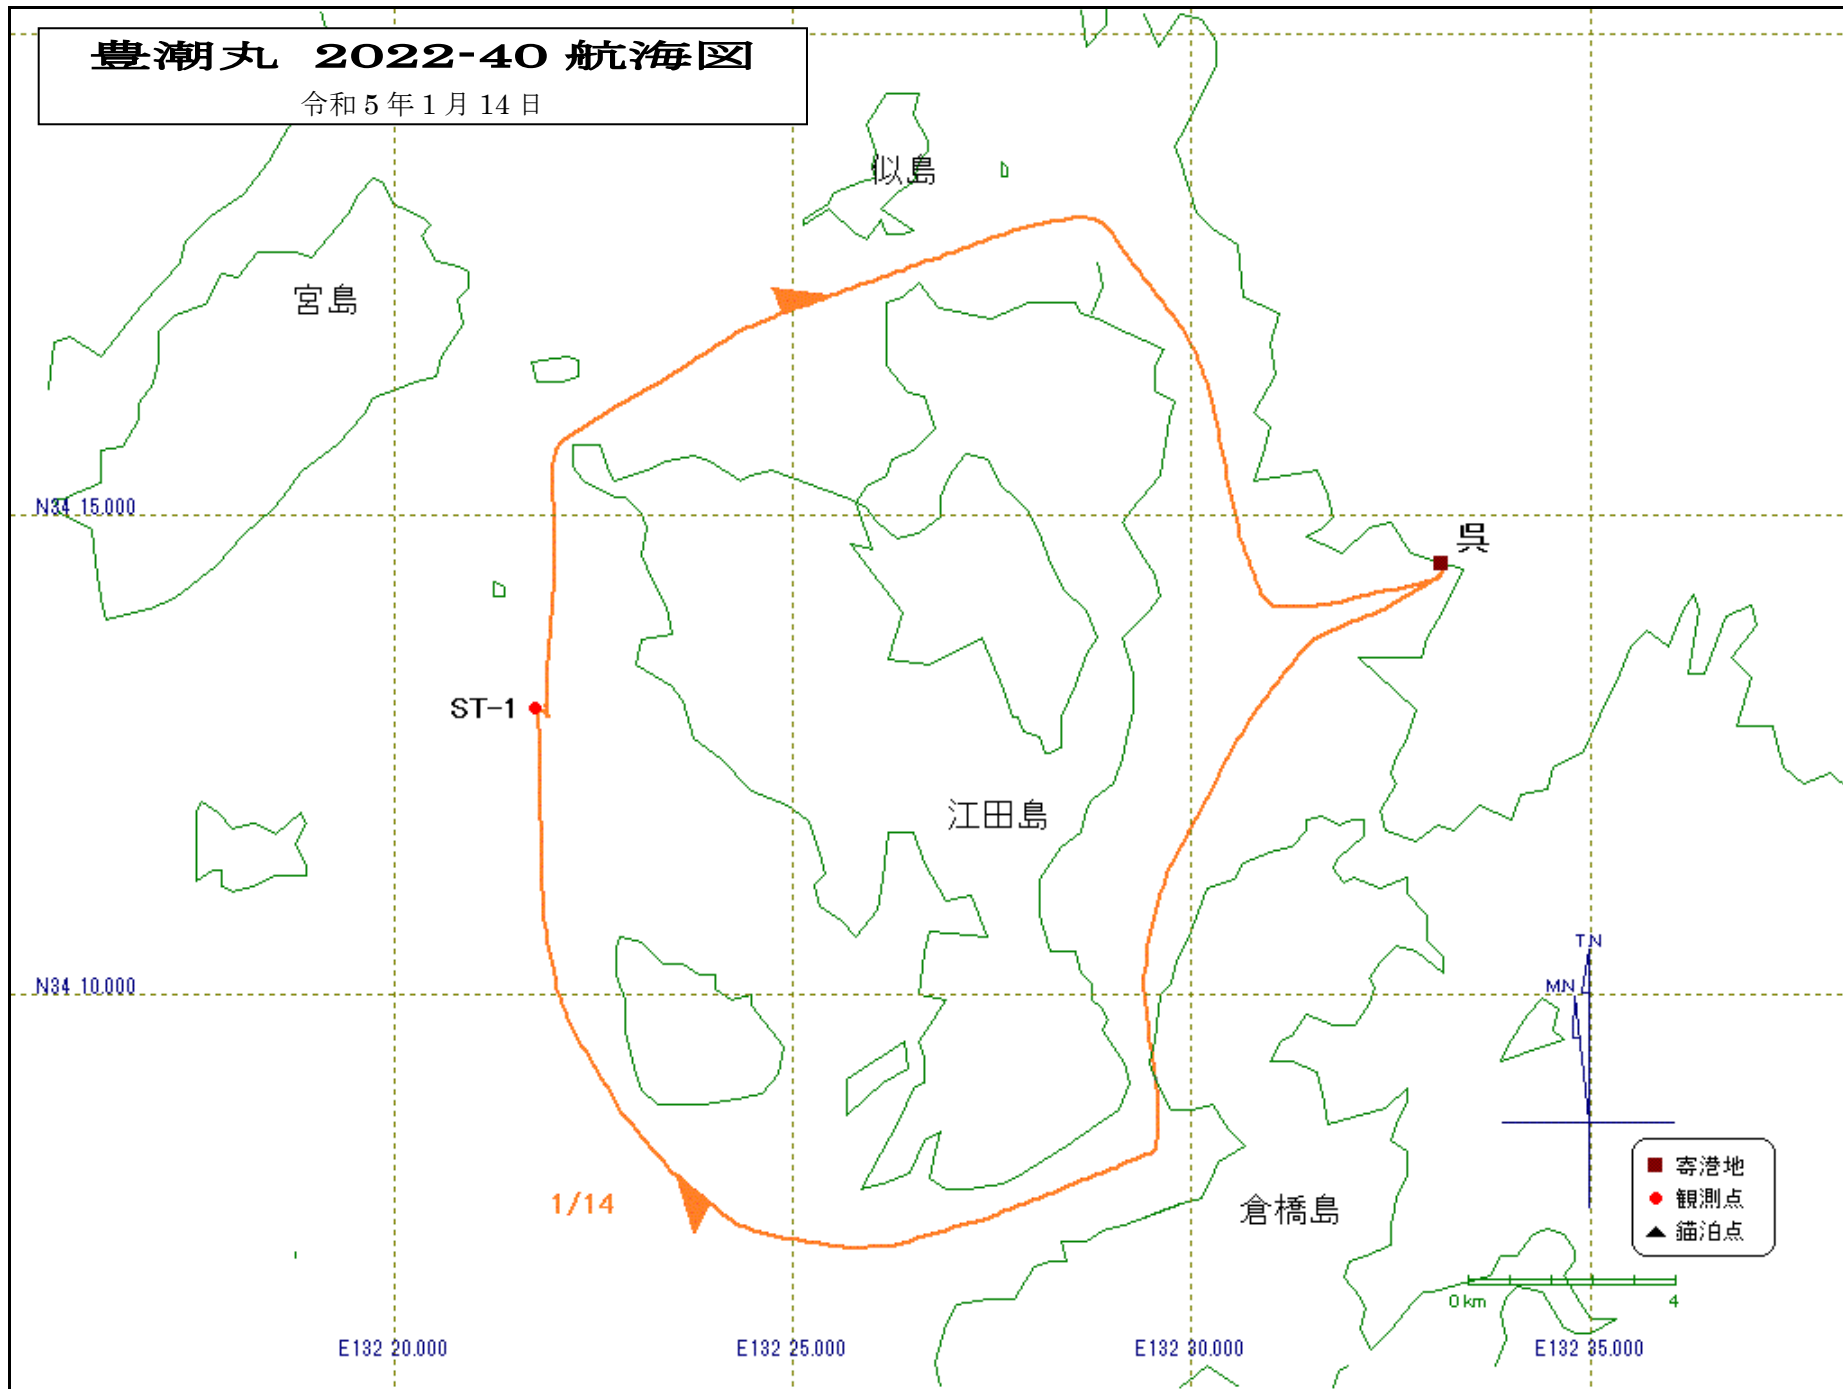 豊潮丸 2022-40 航海図
令和 5 年 1 月 14 日
似島
宮島
N34 15.000
呉
ST-1
江田島
TN
N34 10.000
MN
寄港地
1/14
倉橋島
観測点
錨泊点
0 km 4
E132 20.000 E132 25.000 E132 30.000 E132 35.000